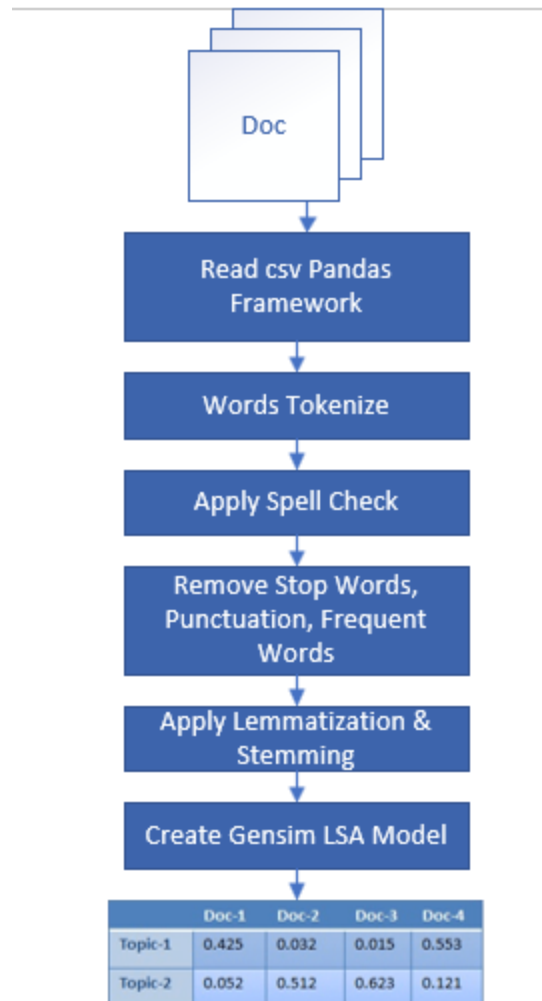 Doc
Read csv Pandas
Framework
Words Tokenize
Apply Spell Check
Remove Stop Words,
Punctuation, Frequent
Words
Apply Lemmatization &
Stemming
Create Gensim LSA Model
Doc-1 Doc-2 Doc-3 Doc-4
Topic-1 0.425 0.032 0.015 0.553
Topic-2 0.052 0.512 0.623 0.121